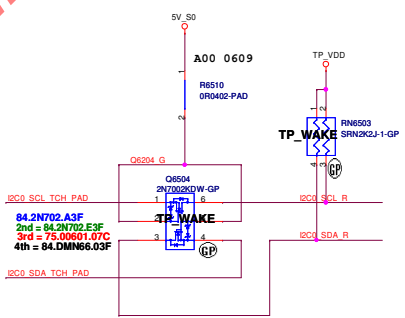 5V_S0
A00 0609
TP_VDD
1
R6510
0R0402-PAD
2
1
2
RN6503
SRN2K2J-1-GP
TP_WAKE
4
3
GP
Q6204_G
Q6504
2N7002KDW-GP
I2C0_SCL_TCH_PAD
1
6
I2C0_SCL_R
84.2N702.A3F
2nd = 84.2N702.E3F
3rd = 75.00601.07C
4th = 84.DMN66.03F
TP_WAKE
3
4
GP
I2C0_SDA_R
I2C0_SDA_TCH_PAD